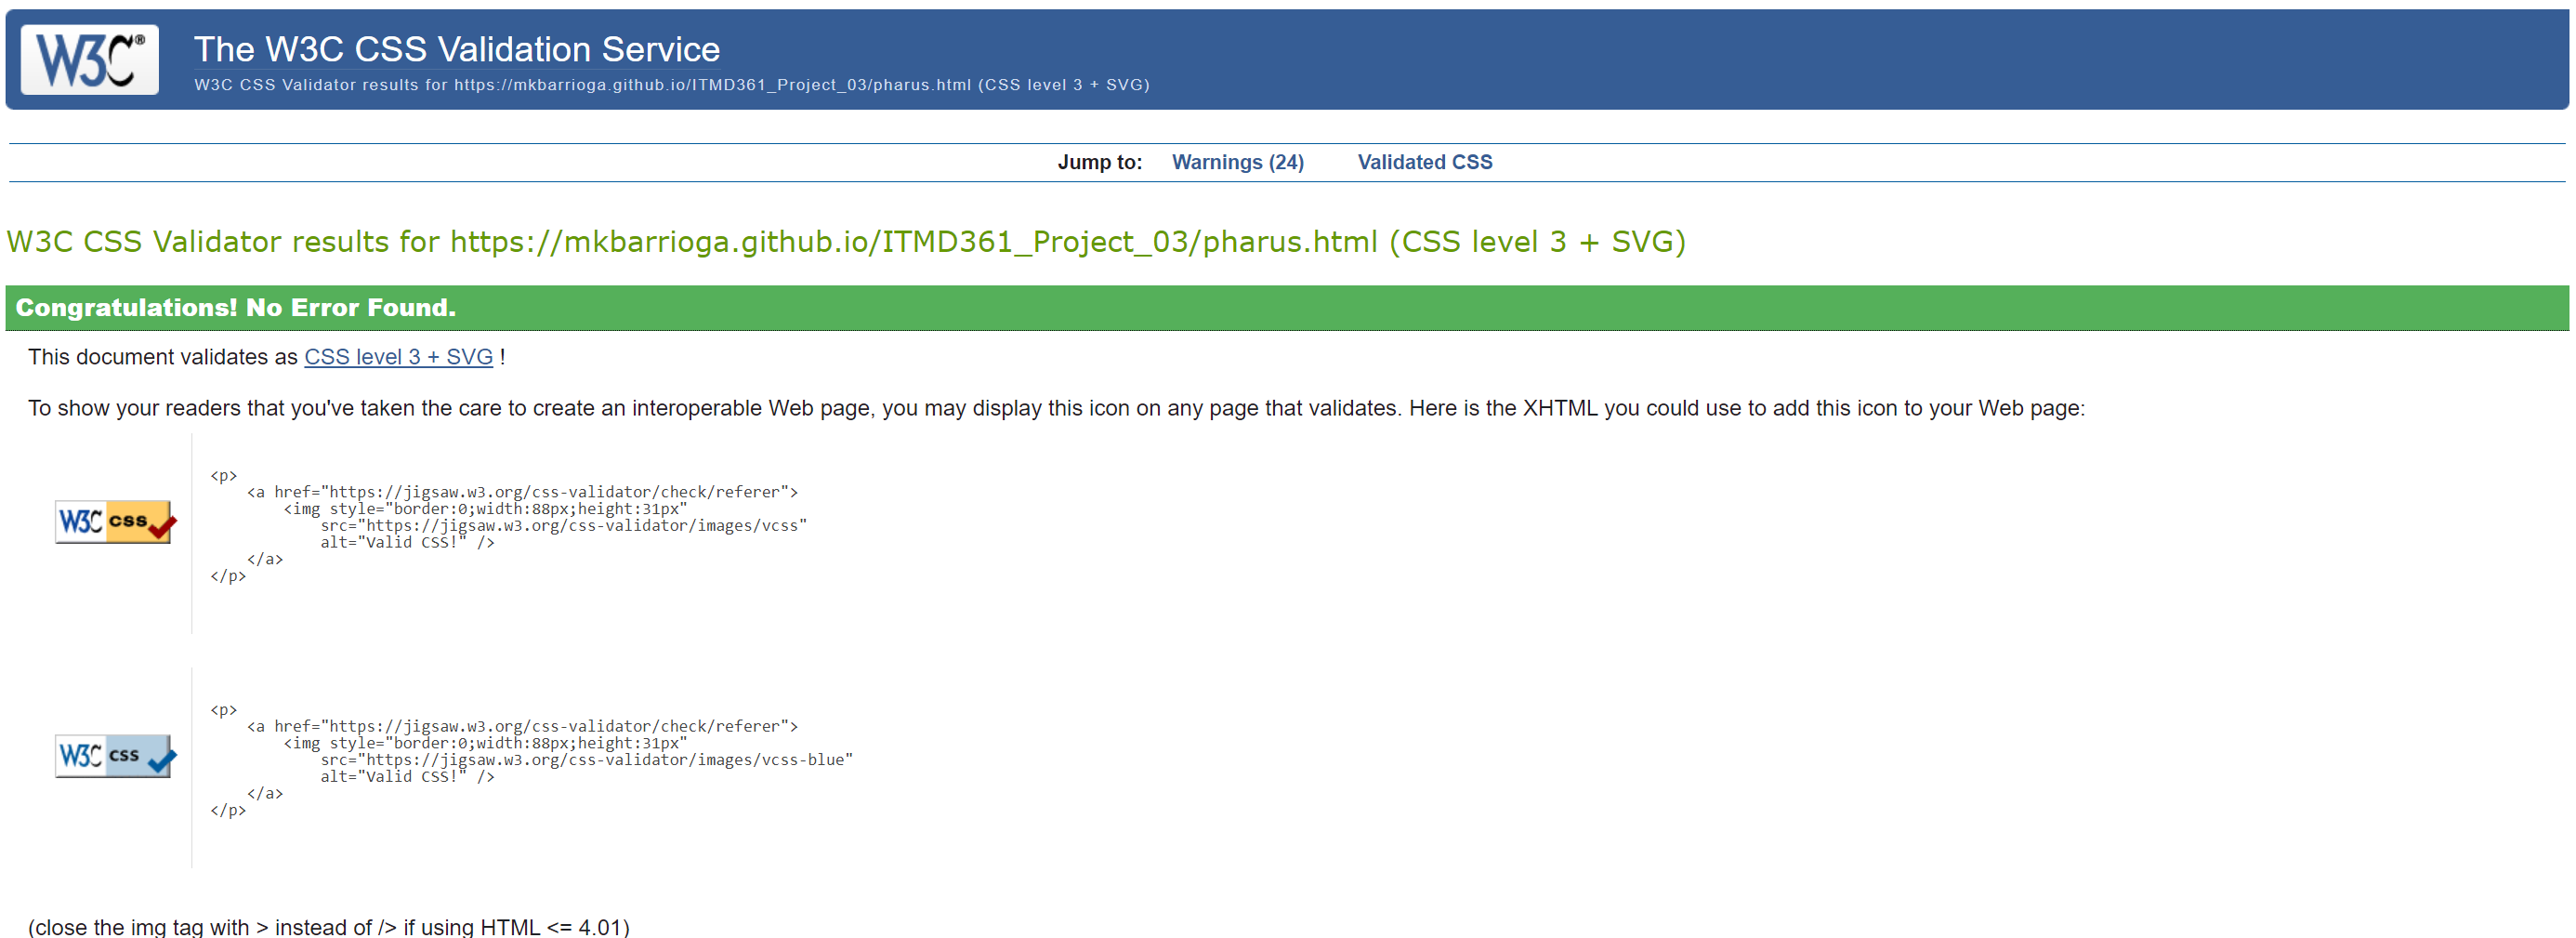 W3C®
The W3C CSS Validation Service
W3C CSS Validator results for https://mkbarrioga.github.io/ITMD361_Project_03/pharus.html (CSS level 3 + SVG)
Jump to: Warnings (24) Validated CSS
W3C CSS Validator results for https://mkbarrioga.github.io/ITMD361_Project_03/pharus.html (CSS level 3 + SVG)
Congratulations! No Error Found.
This document validates as CSS level 3 + SVG !
To show your readers that you've taken the care to create an interoperable Web page, you may display this icon on any page that validates. Here is the XHTML you could use to add this icon to your Web page:
W3C css
<p>
    <a href="https://jigsaw.w3.org/css-validator/check/referer">
        <img style="border:0;width:88px;height:31px"
            src="https://jigsaw.w3.org/css-validator/images/vcss"
            alt="Valid CSS!" />
    </a>
</p>
W3C css
<p>
    <a href="https://jigsaw.w3.org/css-validator/check/referer">
        <img style="border:0;width:88px;height:31px"
            src="https://jigsaw.w3.org/css-validator/images/vcss-blue"
            alt="Valid CSS!" />
    </a>
</p>
(close the img tag with > instead of /> if using HTML <= 4.01)